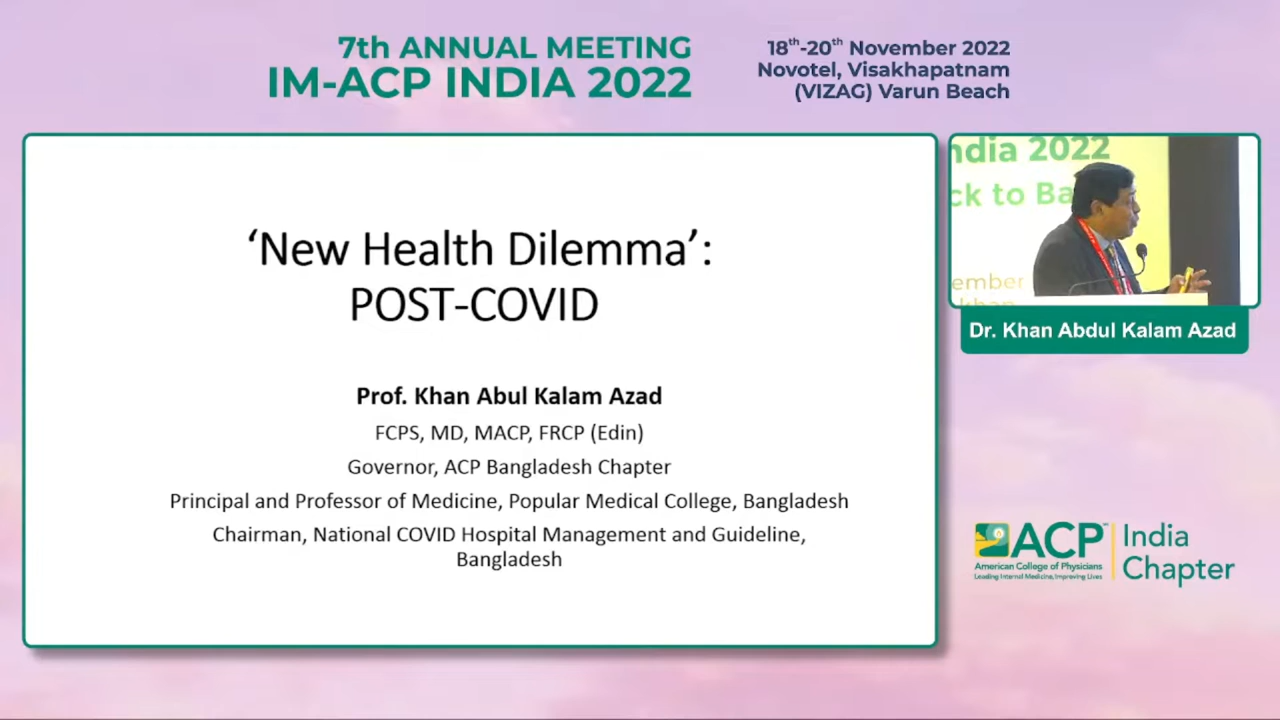 7th ANNUAL MEETING
IM-ACP INDIA 2022
18th-20th November 2022
Novotel, Visakhapatnam
(VIZAG) Varun Beach
'New Health Dilemma':
POST-COVID
Prof. Khan Abul Kalam Azad
FCPS, MD, MACP, FRCP (Edin)
Governor, ACP Bangladesh Chapter
Principal and Professor of Medicine, Popular Medical College, Bangladesh
Chairman, National COVID Hospital Management and Guideline,
Bangladesh
ndia 2022
ck to Ba
ember
khan
Dr. Khan Abdul Kalam Azad
ACP
American College of Physicians
Leading Internal Medicine, Improving Lives
India
Chapter